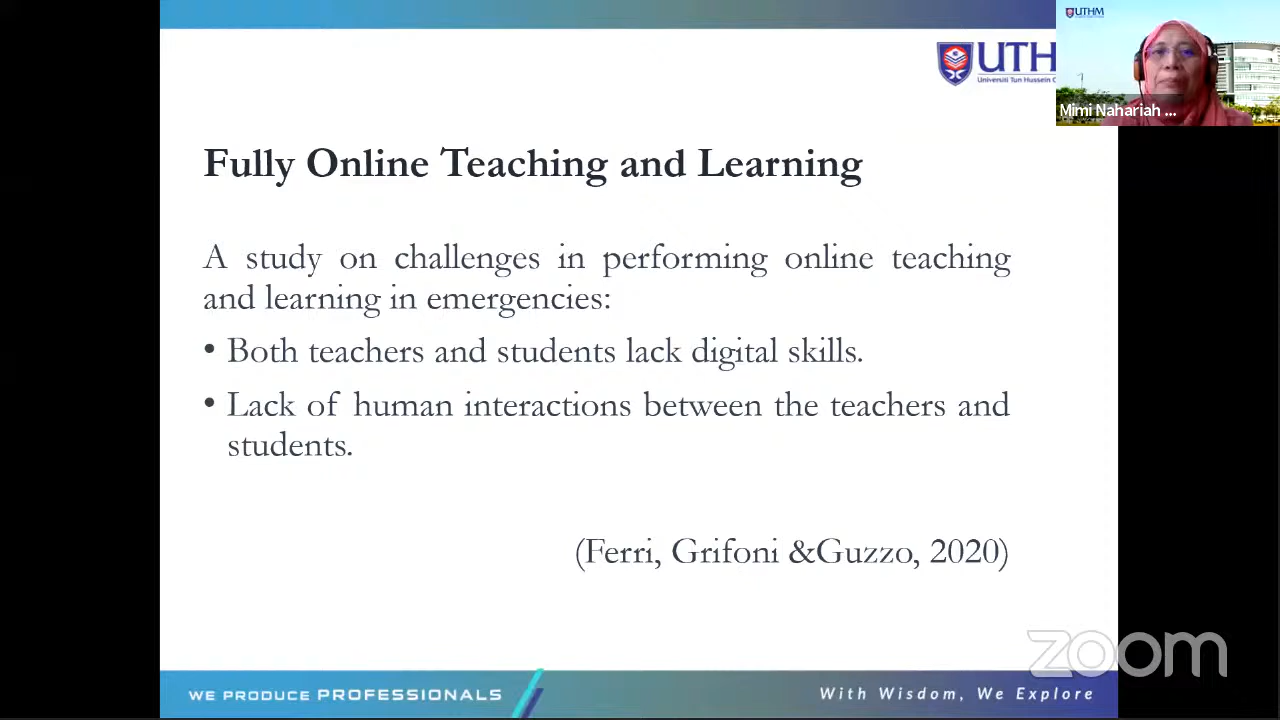 UTHM
UTH
Universiti Tun Hussein
Mimi Nahariah ...
Fully Online Teaching and Learning
A study on challenges in performing online teaching
and learning in emergencies:
• Both teachers and students lack digital skills.
• Lack of human interactions between the teachers and
students.
(Ferri, Grifoni &Guzzo, 2020)
zoom
WE PRODUCE PROFESSIONALS
With Wisdom, We Explore